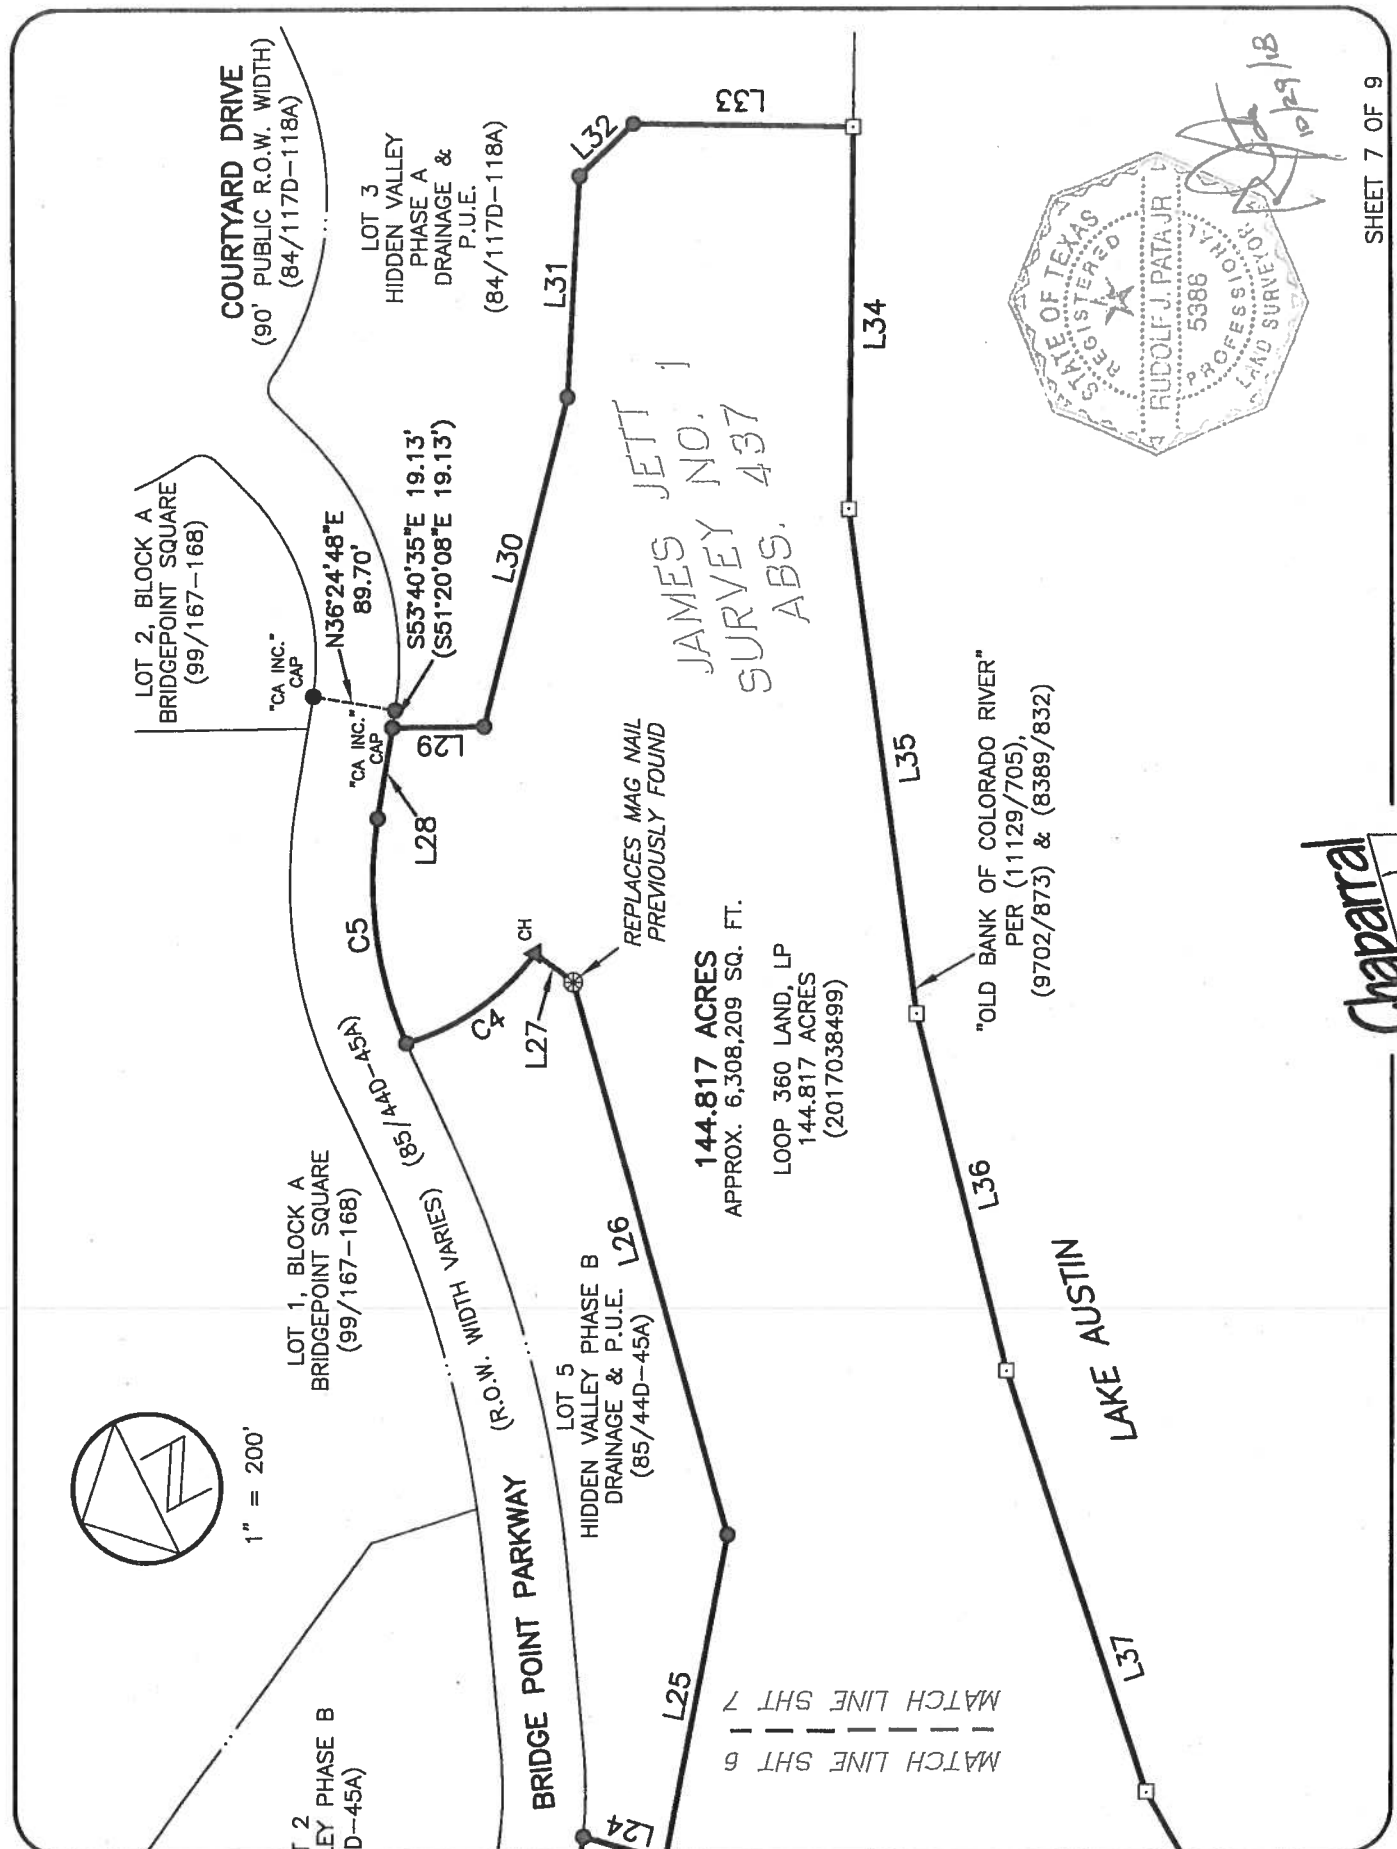 COURTYARD DRIVE
(90' PUBLIC R.O.W. WIDTH)
(84/117D-118A)
LOT 3
HIDDEN VALLEY
PHASE A
DRAINAGE &
P.U.E.
(84/117D-118A)
LOT 2, BLOCK A
BRIDGEPOINT SQUARE
(99/167-168)
"CA INC."
CAP
N36°24'48"E
89.70'
"CA INC."
CAP
S53°40'35"E 19.13'
(S51°20'08"E 19.13')
L28
L29
L30
L31
L32
L33
L34
L35
L36
L37
JAMES JETT
SURVEY NO. 1
ABS. 437
C5
C4
CH
L27
REPLACES MAG NAIL
PREVIOUSLY FOUND
L26
L25
L24
144.817 ACRES
APPROX. 6,308,209 SQ. FT.
LOOP 360 LAND, LP
144.817 ACRES
(2017038499)
"OLD BANK OF COLORADO RIVER"
PER (11129/705),
(9702/873) & (8389/832)
LAKE AUSTIN
LOT 1, BLOCK A
BRIDGEPOINT SQUARE
(99/167-168)
1" = 200'
BRIDGE POINT PARKWAY
(R.O.W. WIDTH VARIES)
(85/44D-45A)
LOT 5
HIDDEN VALLEY PHASE B
DRAINAGE & P.U.E.
(85/44D-45A)
T 2
EY PHASE B
D-45A)
MATCH LINE SHT 7
MATCH LINE SHT 6
STATE OF TEXAS
REGISTERED
RUDOLF J. PATA JR
5388
PROFESSIONAL
LAND SURVEYOR
10/29/18
Chaparral
SHEET 7 OF 9